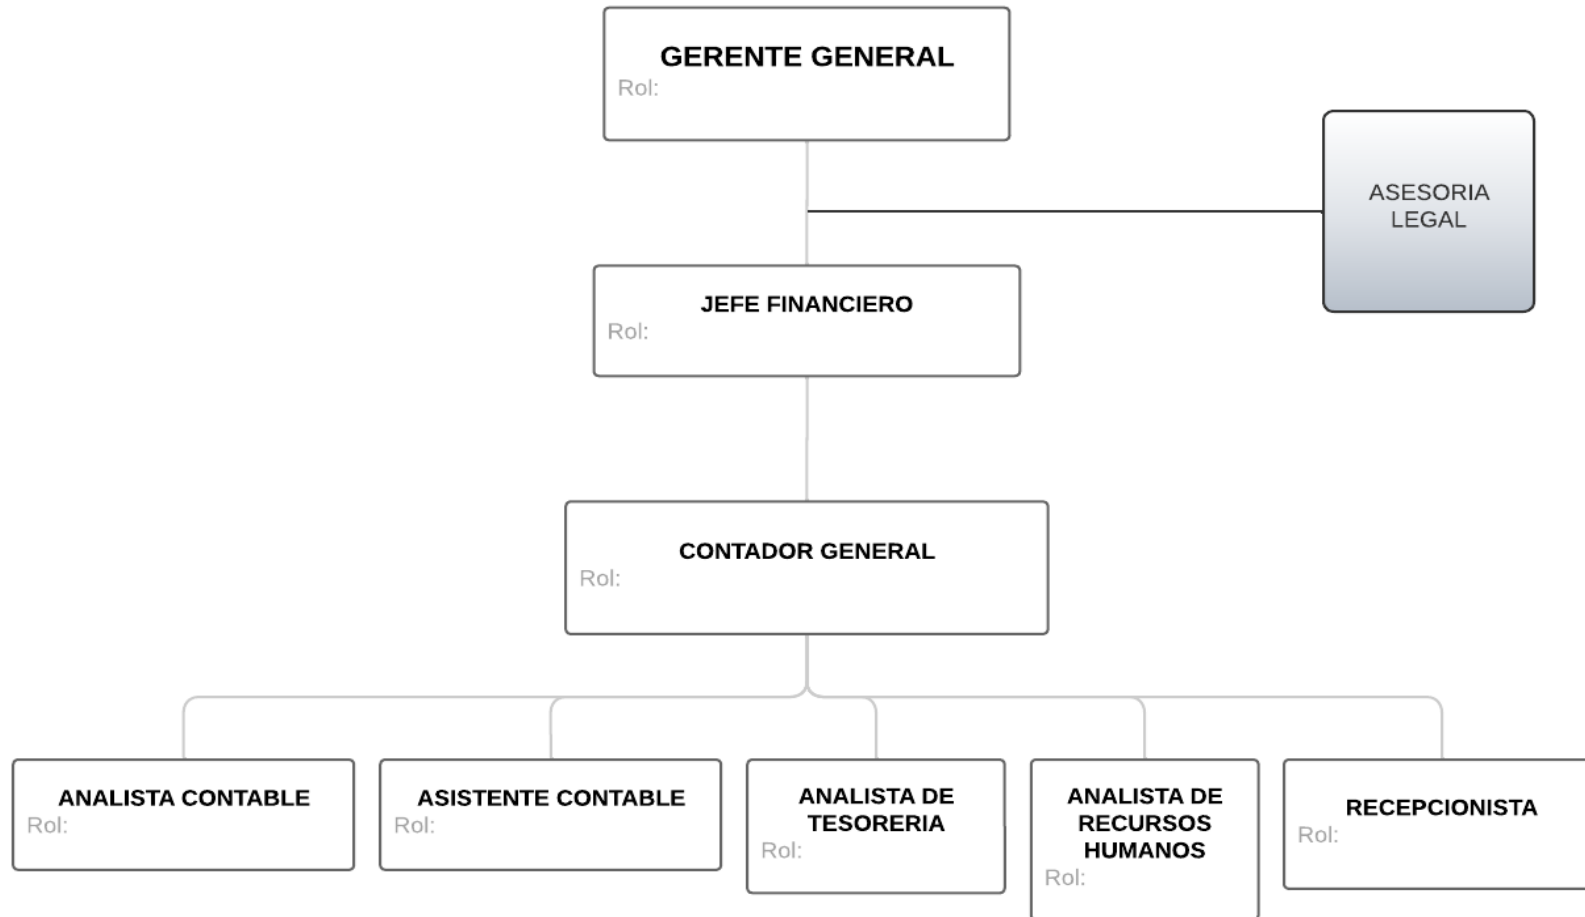 GERENTE GENERAL
Rol:
ASESORIA
LEGAL
JEFE FINANCIERO
Rol:
CONTADOR GENERAL
Rol:
ANALISTA CONTABLE
Rol:
ASISTENTE CONTABLE
Rol:
ANALISTA DE
TESORERIA
Rol:
ANALISTA DE
RECURSOS
HUMANOS
Rol:
RECEPCIONISTA
Rol: